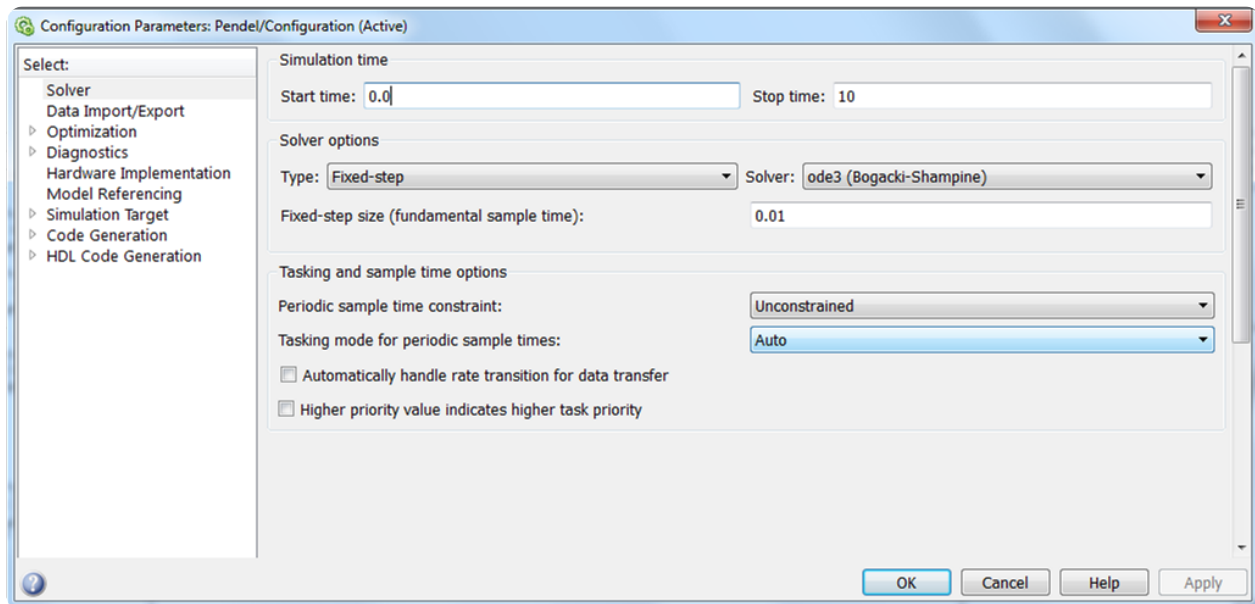 Configuration Parameters: Pendel/Configuration (Active)
Select:
Solver
Data Import/Export
Optimization
Diagnostics
Hardware Implementation
Model Referencing
Simulation Target
Code Generation
HDL Code Generation
Simulation time
Start time: 0.0 Stop time: 10
Solver options
Type: Fixed-step Solver: ode3 (Bogacki-Shampine)
Fixed-step size (fundamental sample time): 0.01
Tasking and sample time options
Periodic sample time constraint: Unconstrained
Tasking mode for periodic sample times: Auto
Automatically handle rate transition for data transfer
Higher priority value indicates higher task priority
OK Cancel Help Apply